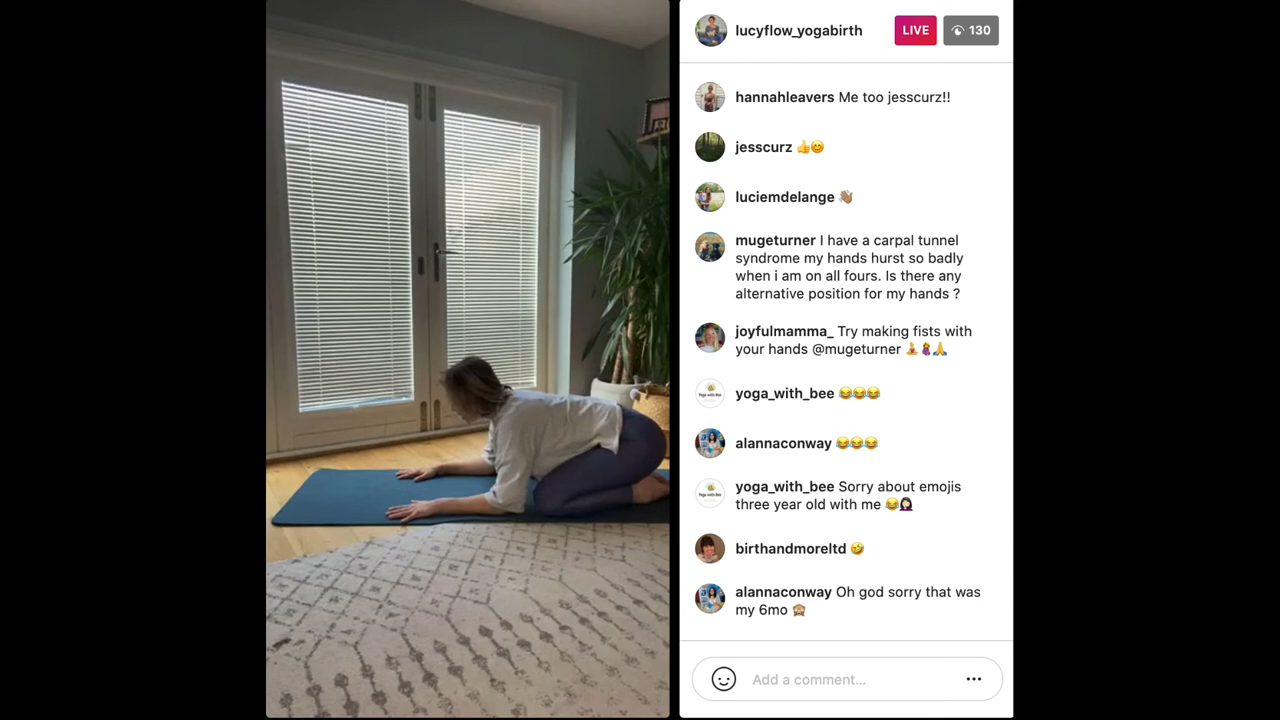 lucyflow_yogabirth
LIVE
130
hannahleavers Me too jesscurz!!
jesscurz 👍😊
luciemdelange 👋🏽
mugeturner I have a carpal tunnel
syndrome my hands hurst so badly
when i am on all fours. Is there any
alternative position for my hands ?
joyfulmamma_ Try making fists with
your hands @mugeturner 🧘🏼‍♀️🤰🏽🙏
yoga_with_bee 😂😂😂
alannaconway 😂😂😂
yoga_with_bee Sorry about emojis
three year old with me 😂🤦🏻‍♀️
birthandmoreltd 🤣
alannaconway Oh god sorry that was
my 6mo 🙈
Add a comment...